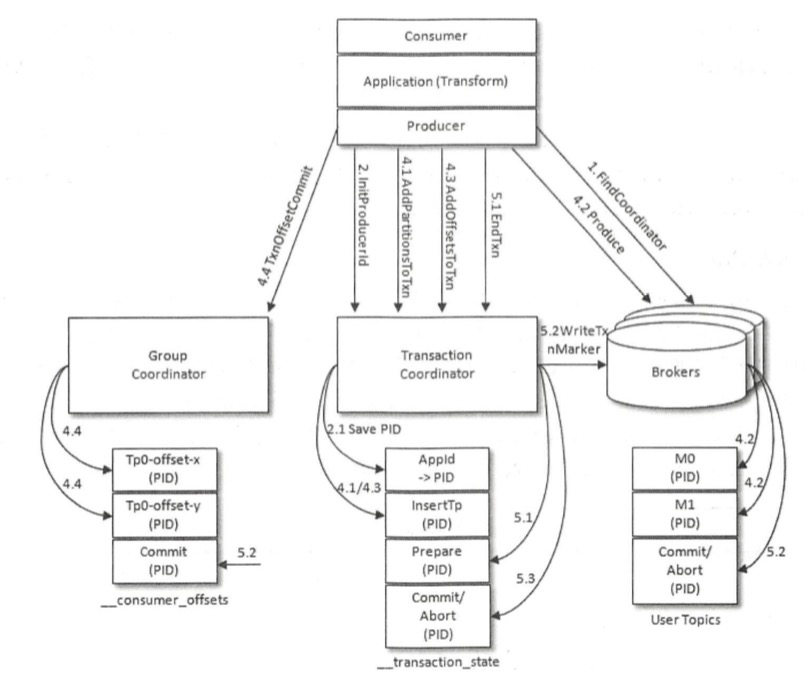 Consumer
Application (Transform)
Producer
4.4 TxnOffsetCommit
2. InitProducerId
4.1 AddPartitionsToTxn
4.3 AddOffsetsToTxn
5.1 EndTxn
4.2 Produce
1. FindCoordinator
Group
Coordinator
Transaction
Coordinator
5.2WriteTx
nMarker
Brokers
4.4
4.4
Tp0-offset-x
(PID)
Tp0-offset-y
(PID)
Commit
(PID)
5.2
__consumer_offsets
2.1 Save PID
4.1/4.3
AppId
-> PID
InsertTp
(PID)
Prepare
(PID)
Commit/
Abort
(PID)
5.1
5.3
__transaction_state
4.2
4.2
5.2
M0
(PID)
M1
(PID)
Commit/
Abort
(PID)
User Topics